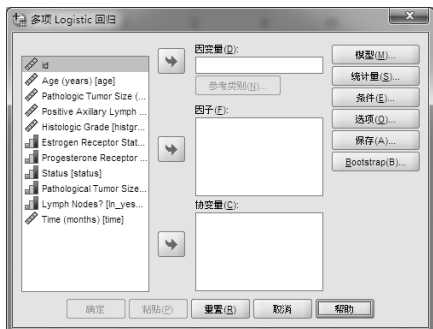 多项 Logistic 回归
id
Age (years) [age]
Pathologic Tumor Size (...
Positive Axillary Lymph ...
Histologic Grade [histgr...
Estrogen Receptor Stat...
Progesterone Receptor ...
Status [status]
Pathological Tumor Size...
Lymph Nodes? [ln_yes...
Time (months) [time]
因变量(D):
参考类别(N)...
因子(F):
协变量(C):
模型(M)...
统计量(S)...
条件(E)...
选项(O)...
保存(A)...
Bootstrap(B)...
确定
粘贴(P)
重置(R)
取消
帮助